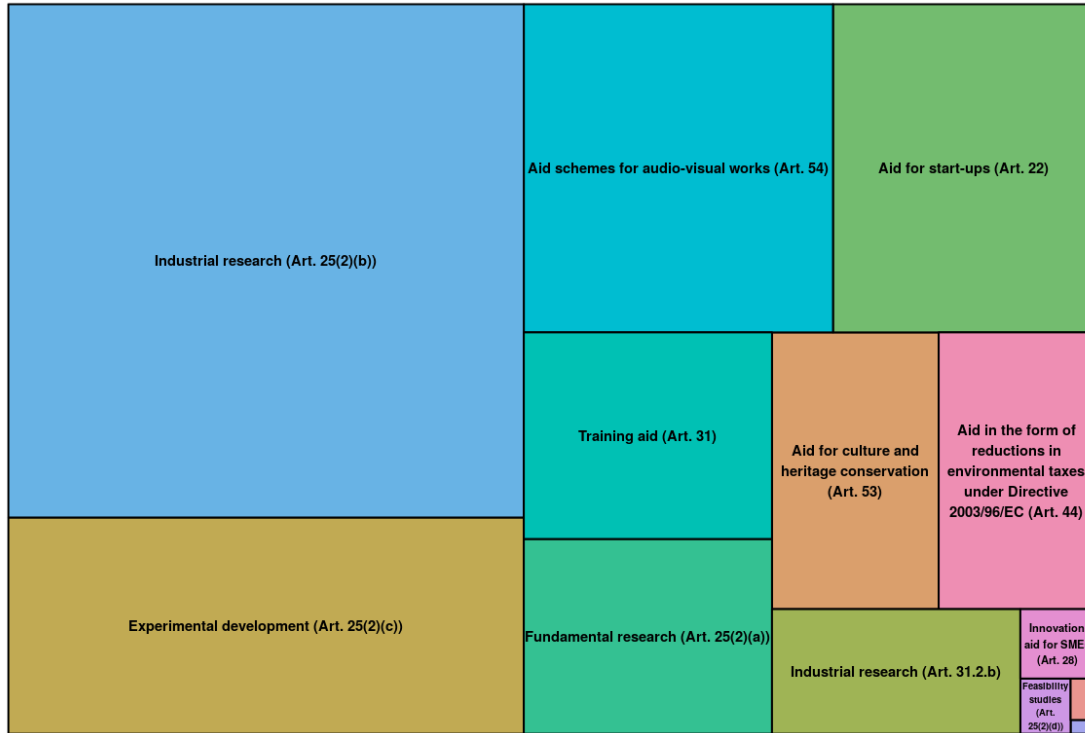 Aid schemes for audio-visual works (Art. 54)
Aid for start-ups (Art. 22)
Industrial research (Art. 25(2)(b))
Training aid (Art. 31)
Aid for culture and
heritage conservation
(Art. 53)
Aid in the form of
reductions in
environmental taxes
under Directive
2003/96/EC (Art. 44)
Experimental development (Art. 25(2)(c))
Fundamental research (Art. 25(2)(a))
Industrial research (Art. 31.2.b)
Innovation
aid for SME
(Art. 28)
Feasibility
studies
(Art.
25(2)(d))